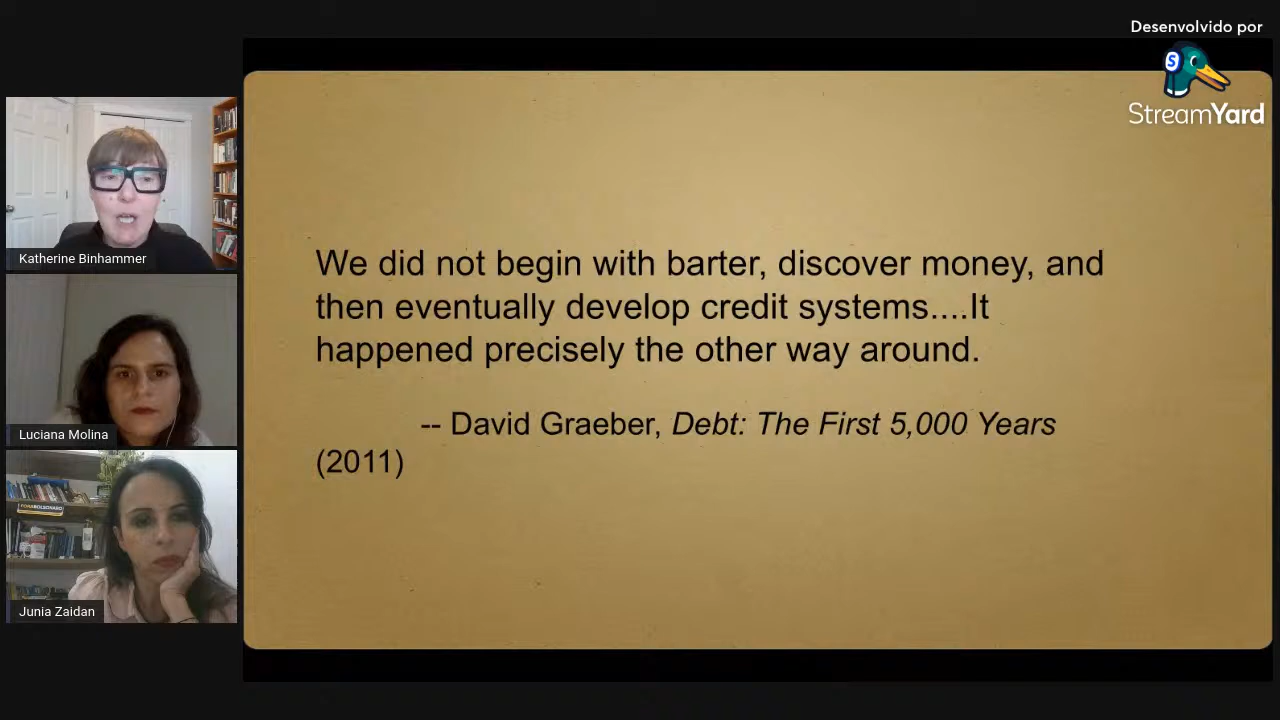 Desenvolvido por
S
StreamYard
Katherine Binhammer
Luciana Molina
Junia Zaidan
We did not begin with barter, discover money, and
then eventually develop credit systems....It
happened precisely the other way around.
-- David Graeber, Debt: The First 5,000 Years
(2011)